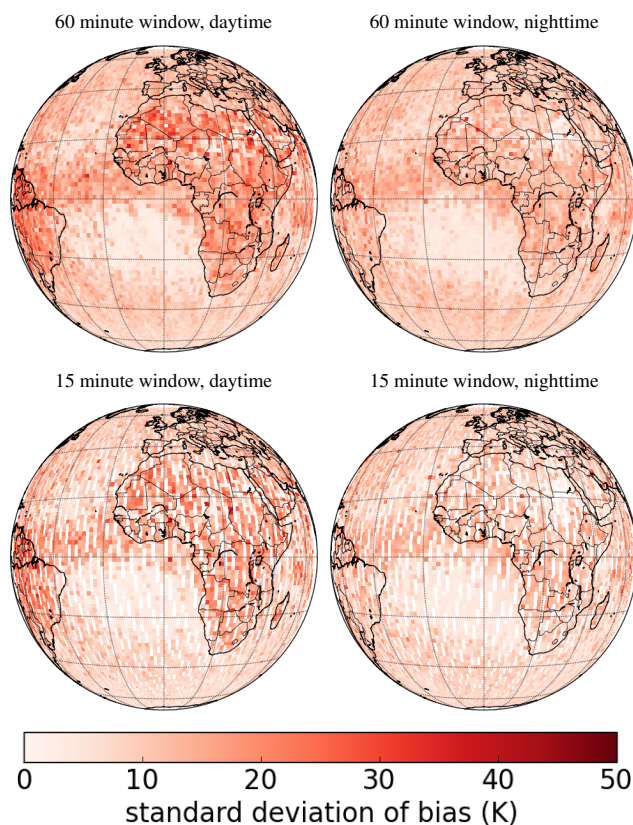 60 minute window, daytime
60 minute window, nighttime
15 minute window, daytime
15 minute window, nighttime
0 10 20 30 40 50
standard deviation of bias (K)